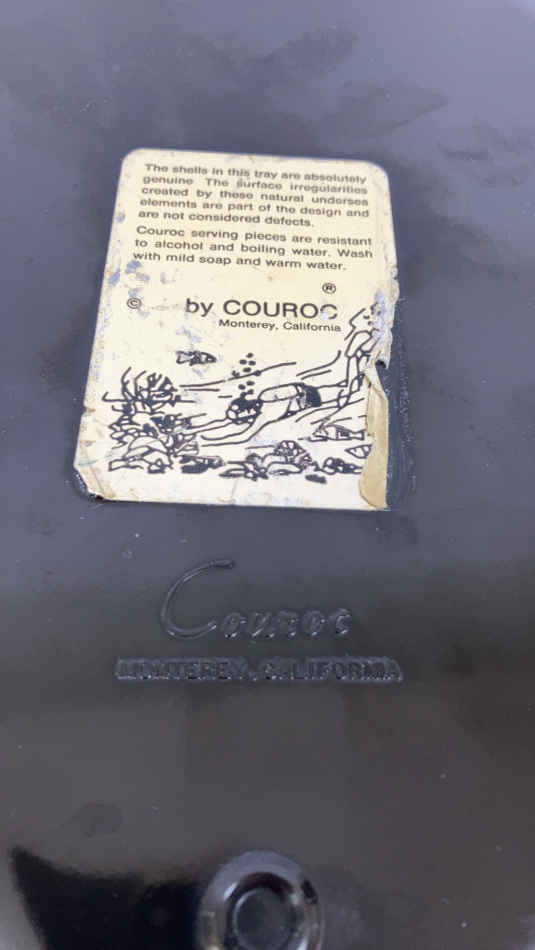 The shells in this tray are absolutely
genuine The surface irregularities
created by these natural undersea
elements are part of the design and
are not considered defects.
Couroc serving pieces are resistant
to alcohol and boiling water. Wash
with mild soap and warm water.
®
© by COUROC
Monterey, California
Couroc
MONTEREY, CALIFORNIA